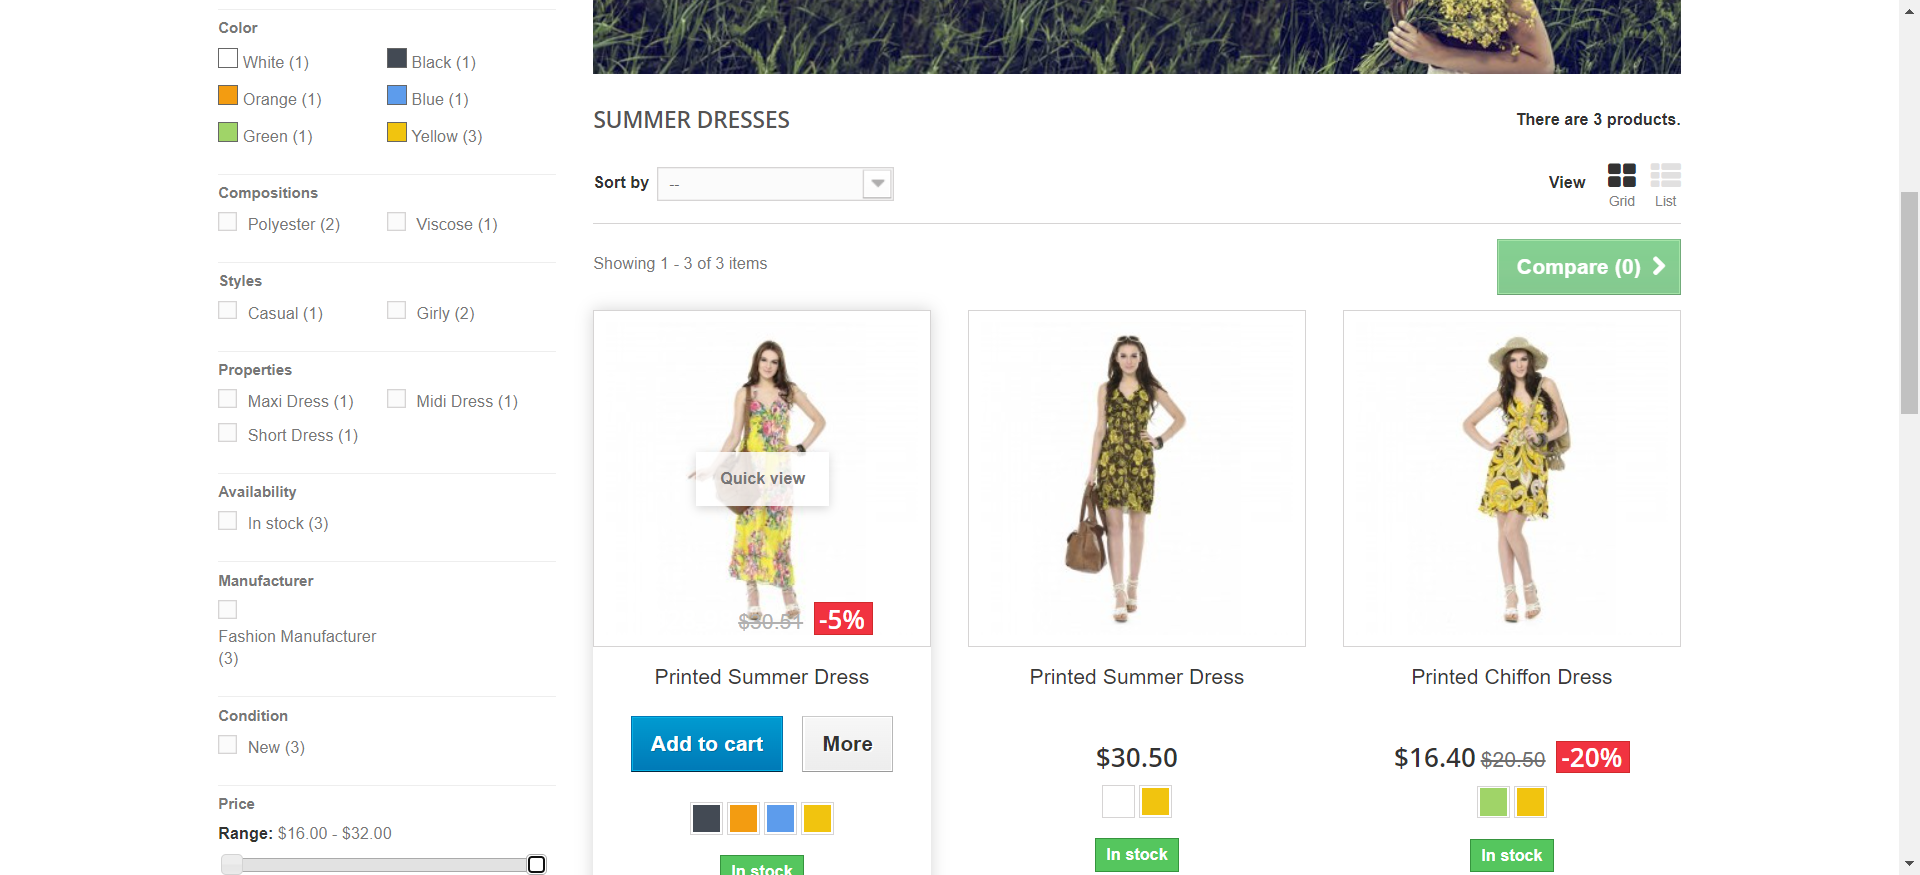 Color
White (1)
Black (1)
Orange (1)
Blue (1)
Green (1)
Yellow (3)
Compositions
Polyester (2)
Viscose (1)
Styles
Casual (1)
Girly (2)
Properties
Maxi Dress (1)
Midi Dress (1)
Short Dress (1)
Availability
In stock (3)
Manufacturer
Fashion Manufacturer
(3)
Condition
New (3)
Price
Range: $16.00 - $32.00
SUMMER DRESSES
There are 3 products.
Sort by
--
View
Grid
List
Showing 1 - 3 of 3 items
Compare (0)
Quick view
$30.51
-5%
Printed Summer Dress
Add to cart
More
In stock
Printed Summer Dress
$30.50
In stock
Printed Chiffon Dress
$16.40 $20.50 -20%
In stock